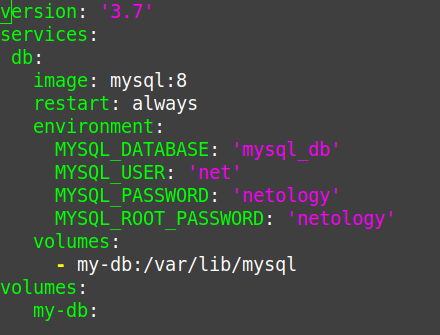 version: '3.7'
services:
 db:
   image: mysql:8
   restart: always
   environment:
     MYSQL_DATABASE: 'mysql_db'
     MYSQL_USER: 'net'
     MYSQL_PASSWORD: 'netology'
     MYSQL_ROOT_PASSWORD: 'netology'
   volumes:
     - my-db:/var/lib/mysql
volumes:
   my-db: